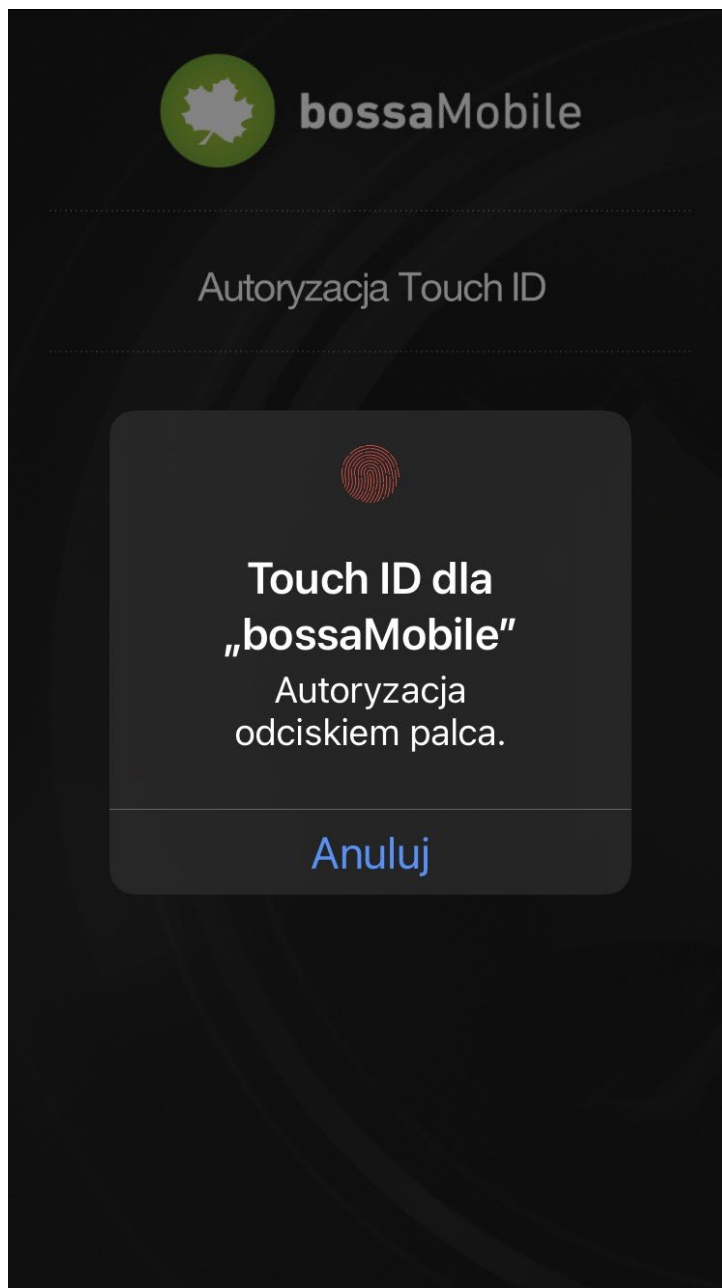 bossaMobile
Autoryzacja Touch ID
Touch ID dla
„bossaMobile”
Autoryzacja
odciskiem palca.
Anuluj